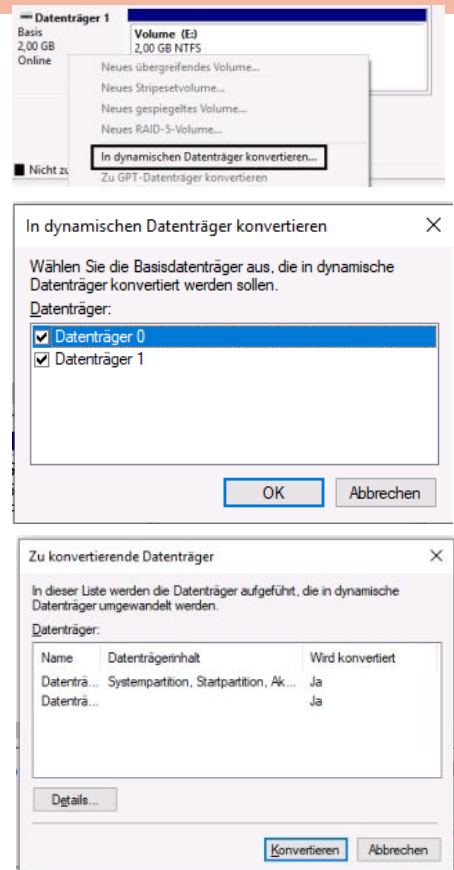 Datenträger 1
Basis
2,00 GB
Online
Volume (E:)
2,00 GB NTFS
Neues übergreifendes Volume...
Neues Stripesetvolume...
Neues gespiegeltes Volume...
Neues RAID-5-Volume...
In dynamischen Datenträger konvertieren...
Zu GPT-Datenträger konvertieren
Nicht zu
In dynamischen Datenträger konvertieren
Wählen Sie die Basisdatenträger aus, die in dynamische
Datenträger konvertiert werden sollen.
Datenträger:
Datenträger 0
Datenträger 1
OK Abbrechen
Zu konvertierende Datenträger
In dieser Liste werden die Datenträger aufgeführt, die in dynamische
Datenträger umgewandelt werden.
Datenträger:
Name Datenträgerinhalt Wird konvertiert
Datenträ... Systempartition, Startpartition, Ak... Ja
Datenträ... Ja
Details...
Konvertieren Abbrechen